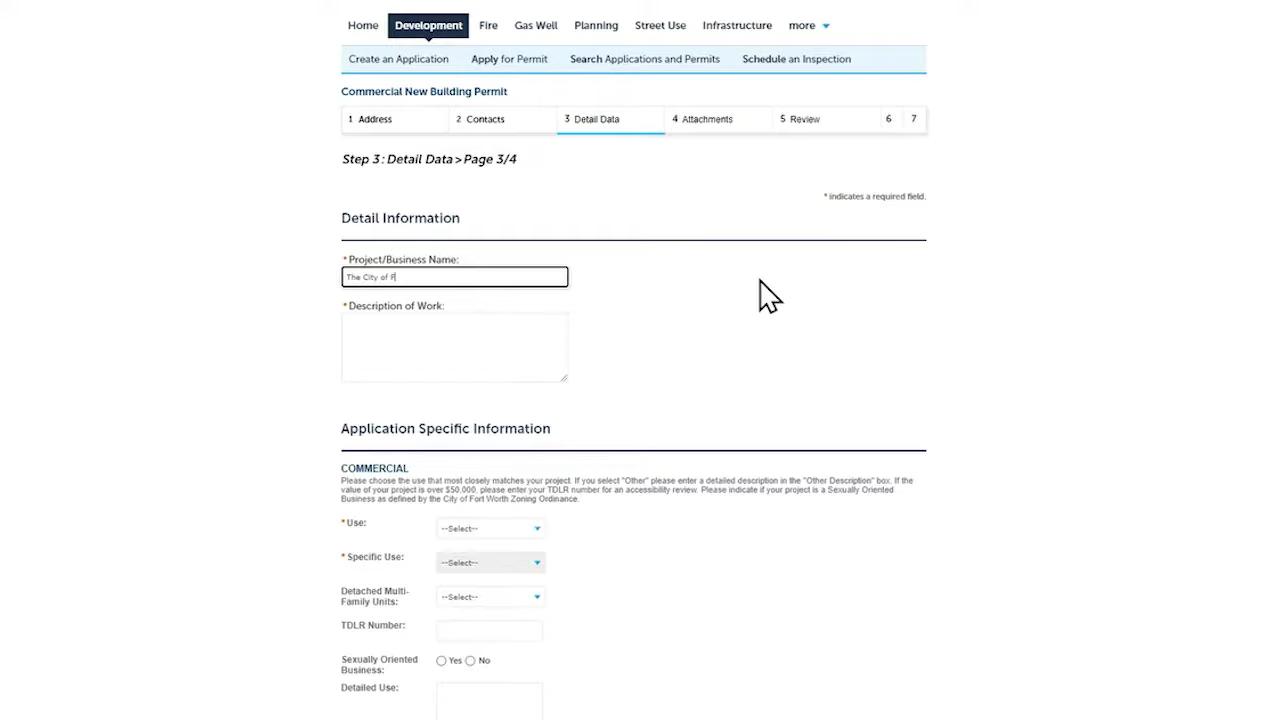 Home Development Fire Gas Well Planning Street Use Infrastructure more
Create an Application Apply for Permit Search Applications and Permits Schedule an Inspection
Commercial New Building Permit
1 Address 2 Contacts 3 Detail Data 4 Attachments 5 Review 6 7
Step 3: Detail Data > Page 3/4
* indicates a required field.
Detail Information
* Project/Business Name:
The City of F
* Description of Work:
Application Specific Information
COMMERCIAL
Please choose the use that most closely matches your project. If you select "Other" please enter a detailed description in the "Other Description" box. If the
value of your project is over $50,000, please enter your TDLR number for an accessibility review. Please indicate if your project is a Sexually Oriented
Business as defined by the City of Fort Worth Zoning Ordinance.
* Use: --Select--
* Specific Use: --Select--
Detached Multi-
Family Units: --Select--
TDLR Number:
Sexually Oriented
Business: Yes No
Detailed Use: